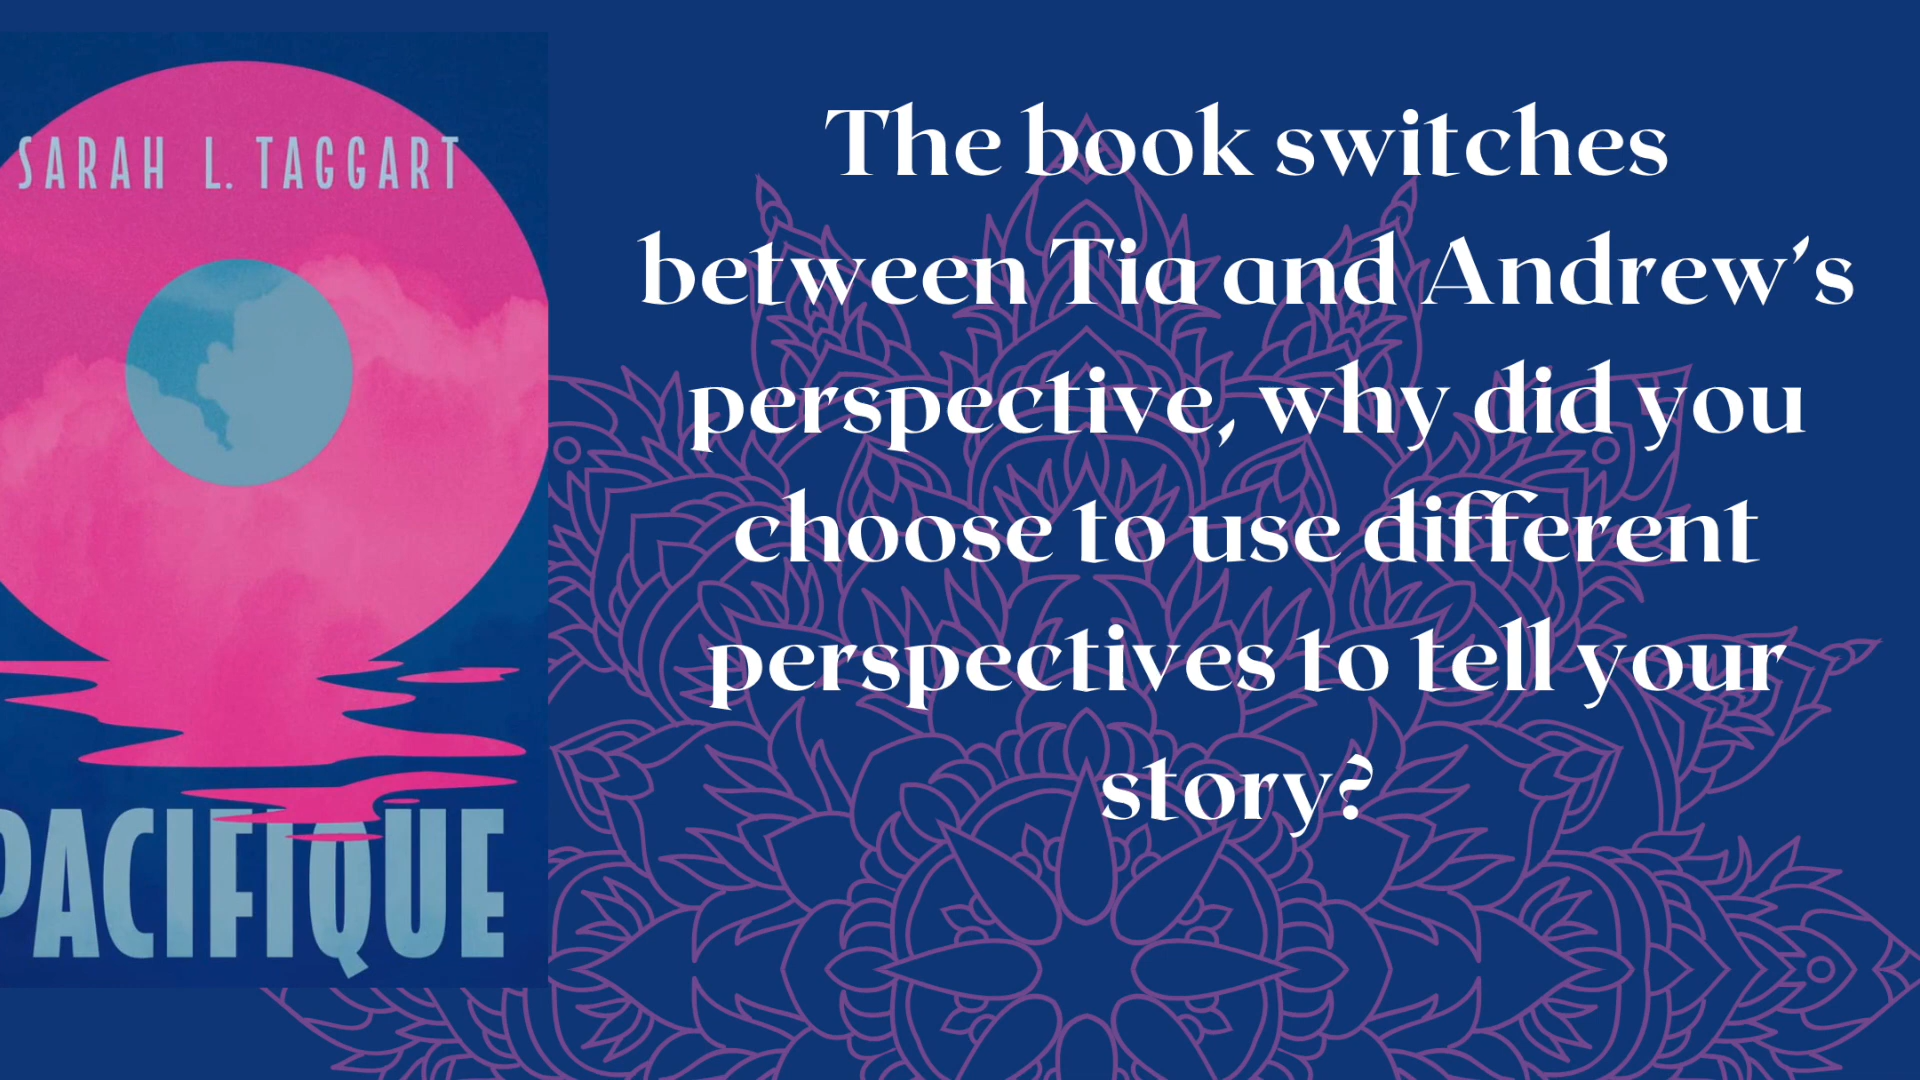 SARAH L. TAGGART
PACIFIQUE
The book switches
between Tia and Andrew's
perspective, why did you
choose to use different
perspectives to tell your
story?